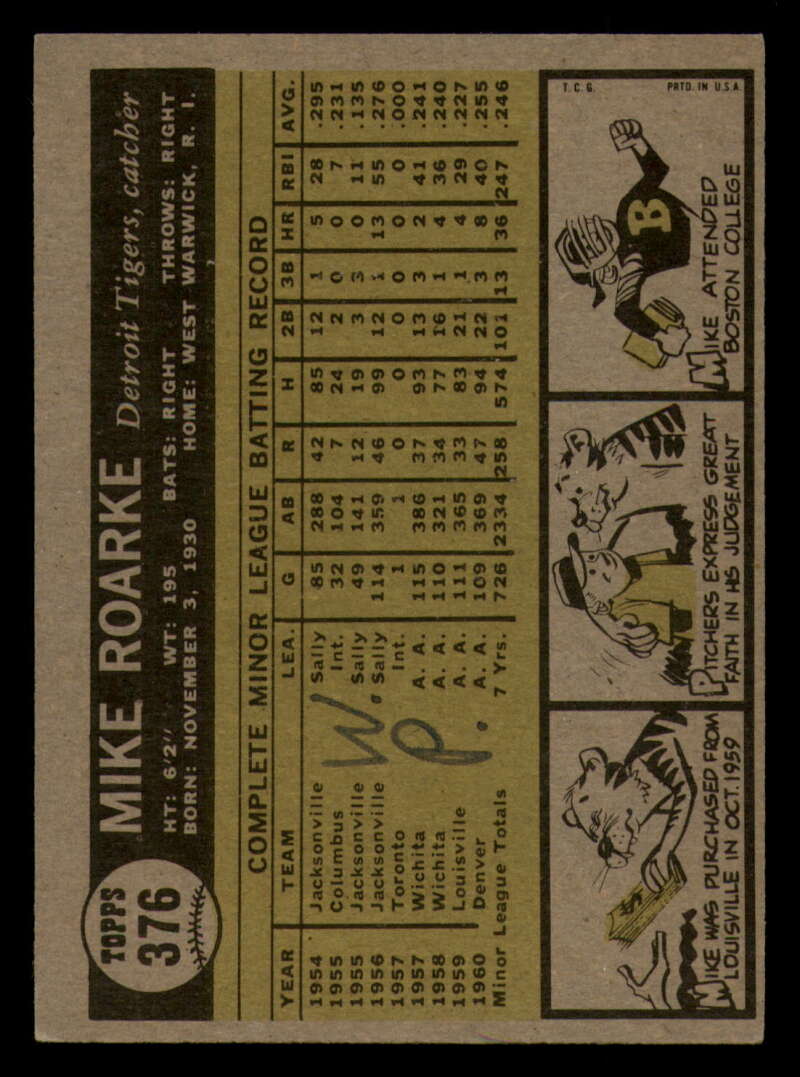 TOPPS
376
MIKE ROARKE Detroit Tigers, catcher
HT: 6'2" WT: 195 BATS: RIGHT THROWS: RIGHT
BORN: NOVEMBER 3, 1930 HOME: WEST WARWICK, R. I.
COMPLETE MINOR LEAGUE BATTING RECORD
YEAR TEAM LEA. G AB R H 2B 3B HR RBI AVG.
1954 Jacksonville Sally 85 288 42 85 12 1 5 28 .295
1955 Columbus Int. 32 104 7 24 2 0 0 7 .231
1955 Jacksonville Sally 49 141 12 19 3 3 0 11 .135
1956 Jacksonville Sally 114 359 46 99 12 1 13 55 .276
1957 Toronto Int. 1 1 0 0 0 0 0 0 .000
1957 Wichita A. A. 115 386 37 93 13 3 2 41 .241
1958 Wichita A. A. 110 321 34 77 16 1 4 36 .240
1959 Louisville A. A. 111 365 33 83 21 1 4 29 .227
1960 Denver A. A. 109 369 47 94 22 3 8 40 .255
Minor League Totals 7 Yrs. 726 2334 258 574 101 13 36 247 .246
W.
P.
MIKE WAS PURCHASED FROM
LOUISVILLE IN OCT. 1959
PITCHERS EXPRESS GREAT
FAITH IN HIS JUDGEMENT
T. C. G. PRTD. IN U.S.A.
B
MIKE ATTENDED
BOSTON COLLEGE